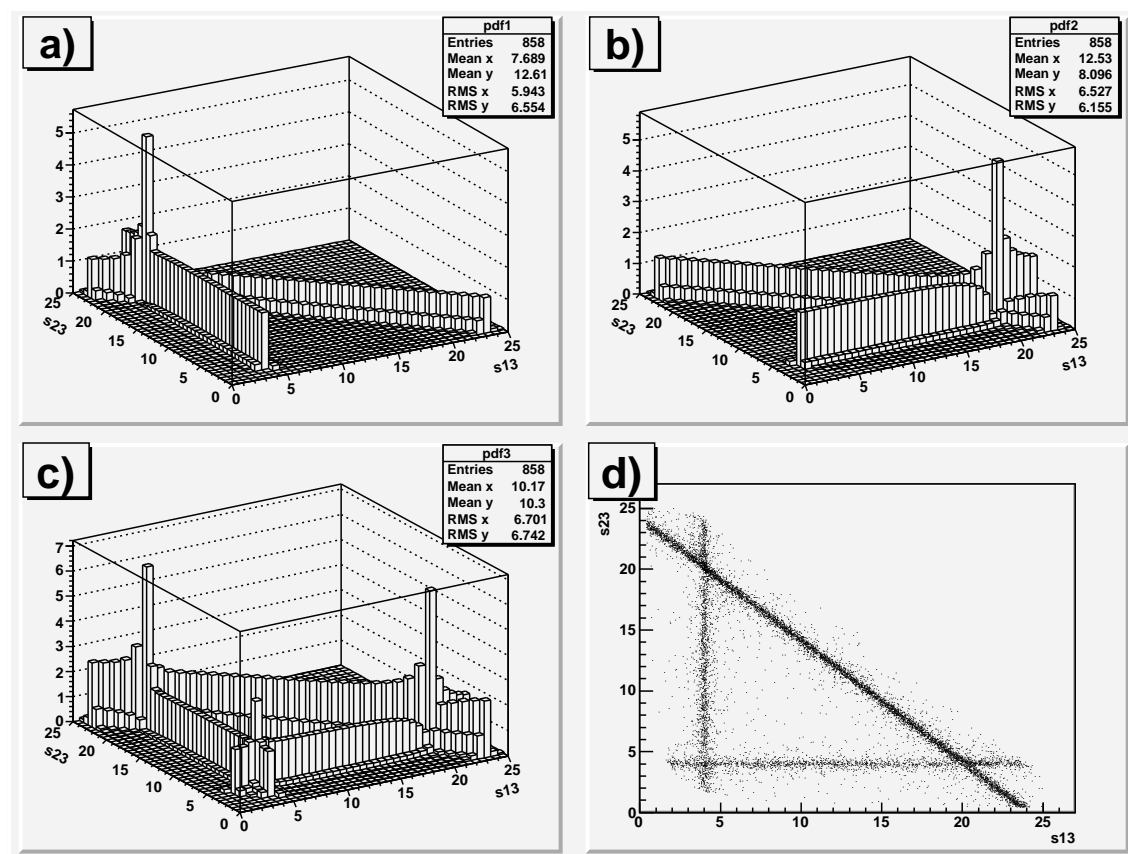 a)
pdf1
Entries 858
Mean x 7.689
Mean y 12.61
RMS x 5.943
RMS y 6.554
5
4
3
2
1
0
25
20
15
10
5
0
s23
0
5
10
15
20
25
s13
b)
pdf2
Entries 858
Mean x 12.53
Mean y 8.096
RMS x 6.527
RMS y 6.155
5
4
3
2
1
0
25
20
15
10
5
0
s23
0
5
10
15
20
25
s13
c)
pdf3
Entries 858
Mean x 10.17
Mean y 10.3
RMS x 6.701
RMS y 6.742
7
6
5
4
3
2
1
0
25
20
15
10
5
0
s23
0
5
10
15
20
25
s13
d)
s23
25
20
15
10
5
0
0 5 10 15 20 25
s13